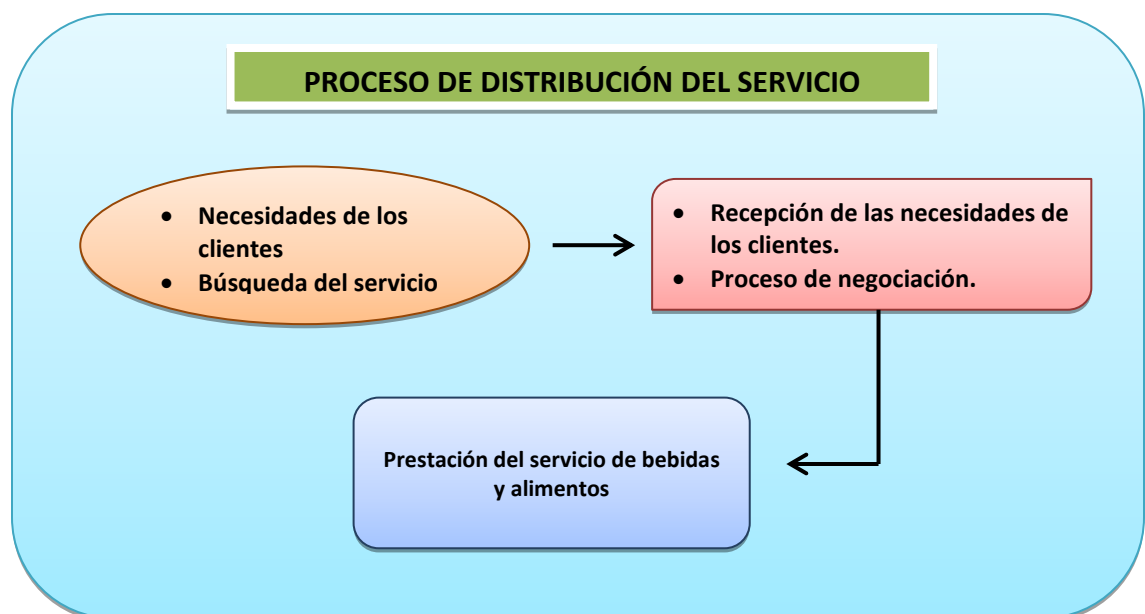 PROCESO DE DISTRIBUCIÓN DEL SERVICIO
• Necesidades de los
clientes
• Búsqueda del servicio
• Recepción de las necesidades de
los clientes.
• Proceso de negociación.
Prestación del servicio de bebidas
y alimentos